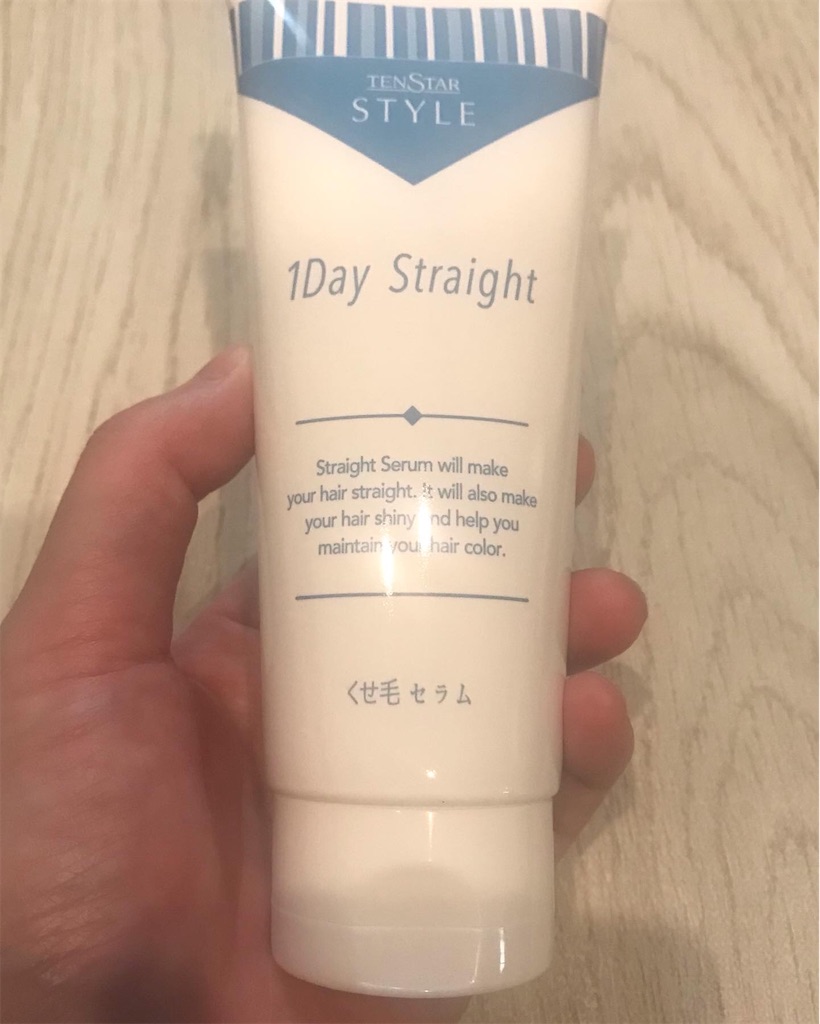 TENSTAR
STYLE
1Day Straight
Straight Serum will make
your hair straight. It will also make
your hair shiny and help you
maintain your hair color.
くせ毛 セラム